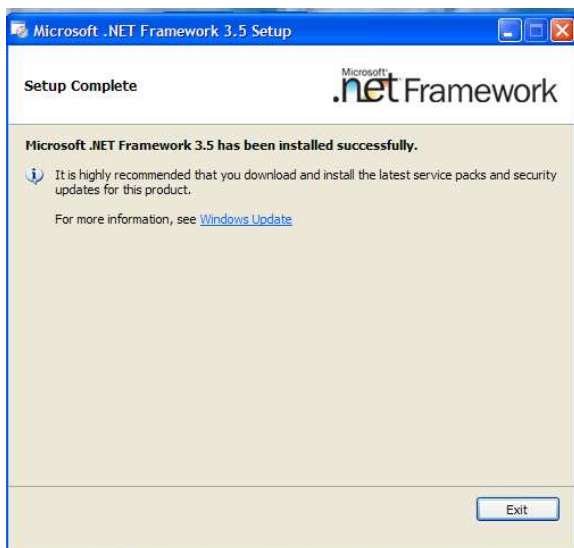 Microsoft .NET Framework 3.5 Setup
Setup Complete
Microsoft
.net Framework
Microsoft .NET Framework 3.5 has been installed successfully.
It is highly recommended that you download and install the latest service packs and security
updates for this product.
For more information, see Windows Update
Exit